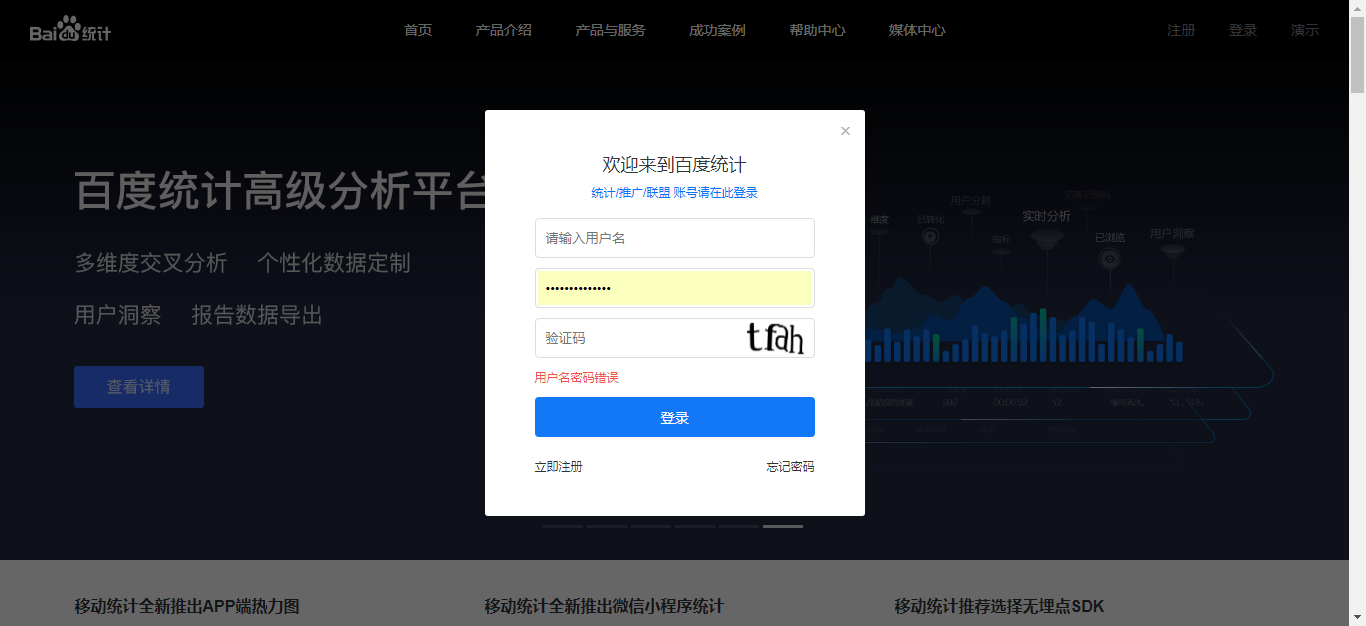 Baidu统计
首页 产品介绍 产品与服务 成功案例 帮助中心 媒体中心 注册 登录 演示
百度统计高级分析平台
多维度交叉分析 个性化数据定制
用户洞察 报告数据导出
查看详情
×
欢迎来到百度统计
统计/推广/联盟 账号请在此登录
请输入用户名
••••••••••••••
验证码 tfah
用户名密码错误
登录
立即注册 忘记密码
用户分群
维度 已转化 实时分析
指标 已浏览 用户洞察
移动统计全新推出APP端热力图 移动统计全新推出微信小程序统计 移动统计推荐选择无埋点SDK